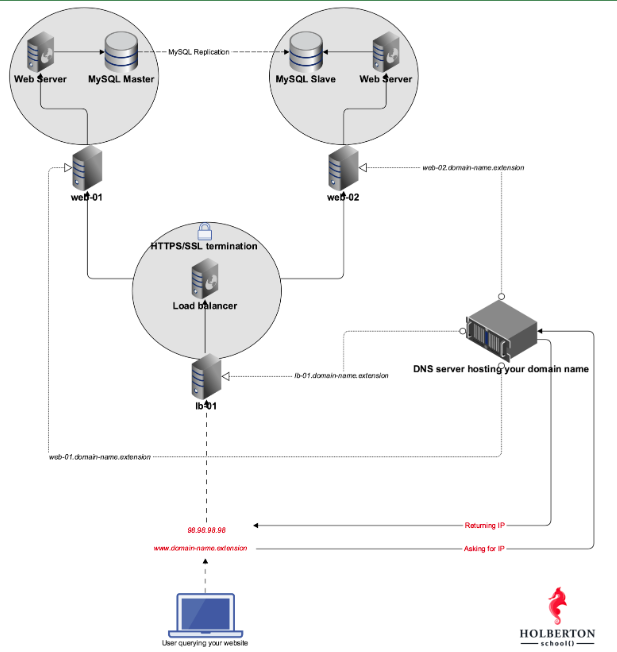 MySQL Replication
Web Server
MySQL Master
MySQL Slave
Web Server
web-02.domain-name.extension
web-01
web-02
HTTPS/SSL termination
Load balancer
DNS server hosting your domain name
lb-01.domain-name.extension
lb-01
web-01.domain-name.extension
98.98.98.98
Returning IP
www.domain-name.extension
Asking for IP
User querying your website
HOLBERTON
school()